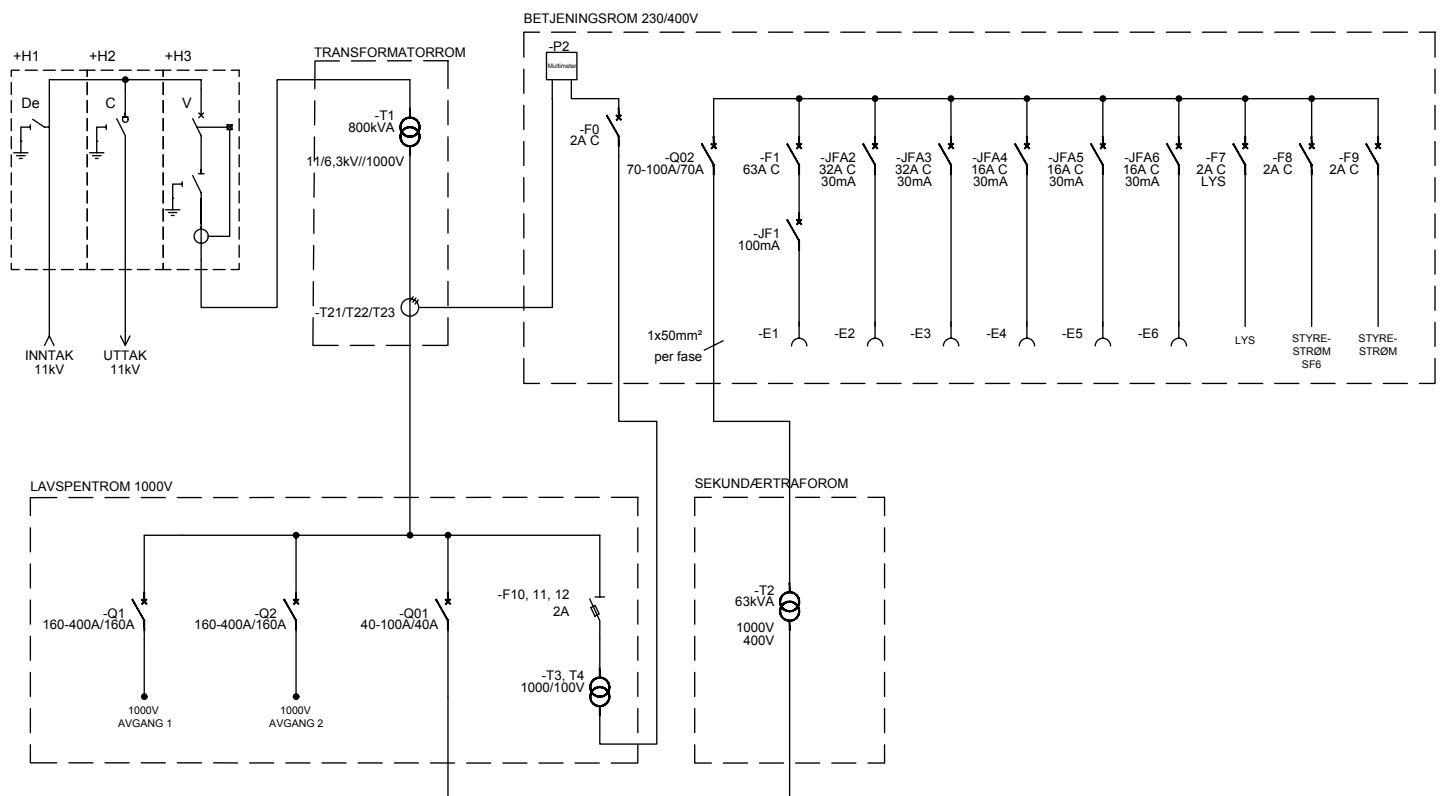 BETJENINGSROM 230/400V
+H1
+H2
+H3
TRANSFORMATORROM
-P2
Multimeter
De
C
V
-T1
800kVA
11/6,3kV//1000V
-F0
2A C
-Q02
70-100A/70A
-F1
63A C
-JFA2
32A C
30mA
-JFA3
32A C
30mA
-JFA4
16A C
30mA
-JFA5
16A C
30mA
-JFA6
16A C
30mA
-F7
2A C
LYS
-F8
2A C
-F9
2A C
-JF1
100mA
-T21/T22/T23
1x50mm²
per fase
-E1
-E2
-E3
-E4
-E5
-E6
LYS
STYRE-
STRØM
SF6
STYRE-
STRØM
INNTAK
11kV
UTTAK
11kV
LAVSPENTROM 1000V
SEKUNDÆRTRAFOROM
-Q1
160-400A/160A
-Q2
160-400A/160A
-Q01
40-100A/40A
-F10, 11, 12
2A
-T2
63kVA
1000V
400V
-T3, T4
1000/100V
1000V
AVGANG 1
1000V
AVGANG 2